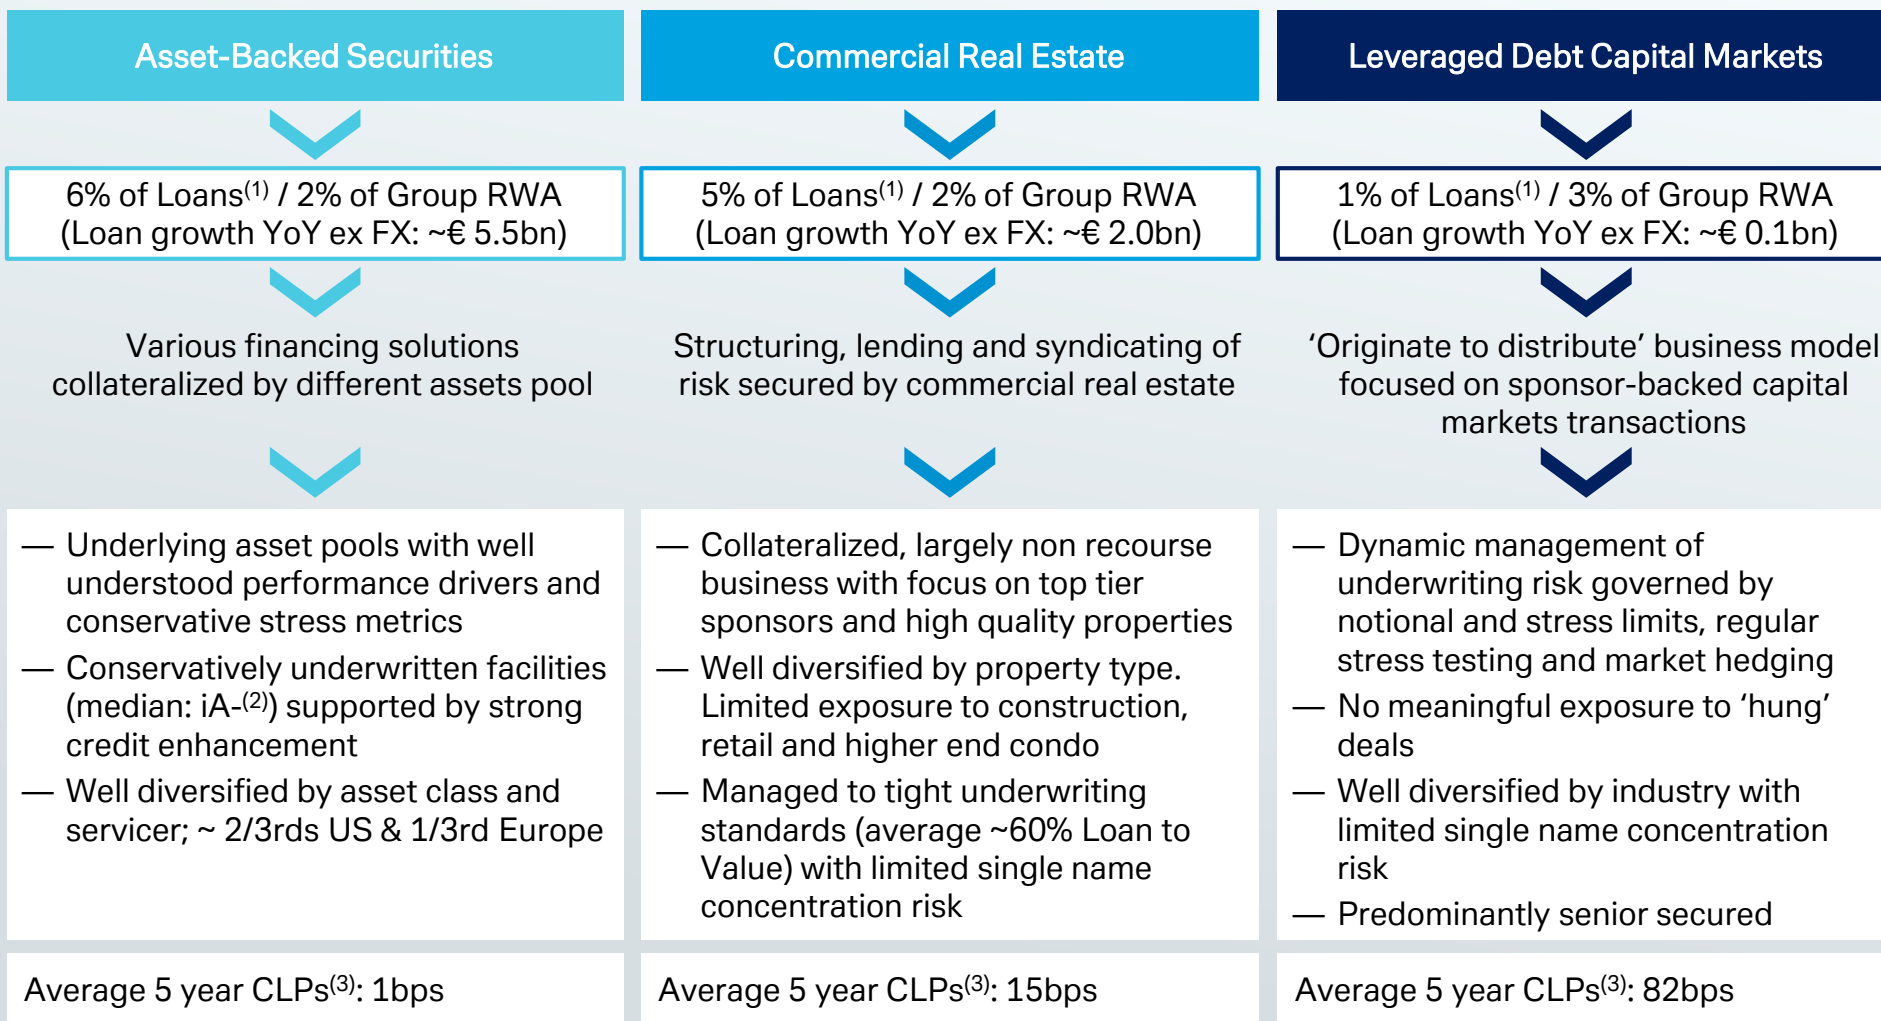 Asset-Backed Securities
6% of Loans(1) / 2% of Group RWA
(Loan growth YoY ex FX: ~€ 5.5bn)
Various financing solutions
collateralized by different assets pool
— Underlying asset pools with well
understood performance drivers and
conservative stress metrics
— Conservatively underwritten facilities
(median: iA-(2)) supported by strong
credit enhancement
— Well diversified by asset class and
servicer; ~ 2/3rds US & 1/3rd Europe
Average 5 year CLPs(3): 1bps
Commercial Real Estate
5% of Loans(1) / 2% of Group RWA
(Loan growth YoY ex FX: ~€ 2.0bn)
Structuring, lending and syndicating of
risk secured by commercial real estate
— Collateralized, largely non recourse
business with focus on top tier
sponsors and high quality properties
— Well diversified by property type.
Limited exposure to construction,
retail and higher end condo
— Managed to tight underwriting
standards (average ~60% Loan to
Value) with limited single name
concentration risk
Average 5 year CLPs(3): 15bps
Leveraged Debt Capital Markets
1% of Loans(1) / 3% of Group RWA
(Loan growth YoY ex FX: ~€ 0.1bn)
‘Originate to distribute’ business model
focused on sponsor-backed capital
markets transactions
— Dynamic management of
underwriting risk governed by
notional and stress limits, regular
stress testing and market hedging
— No meaningful exposure to ‘hung’
deals
— Well diversified by industry with
limited single name concentration
risk
— Predominantly senior secured
Average 5 year CLPs(3): 82bps